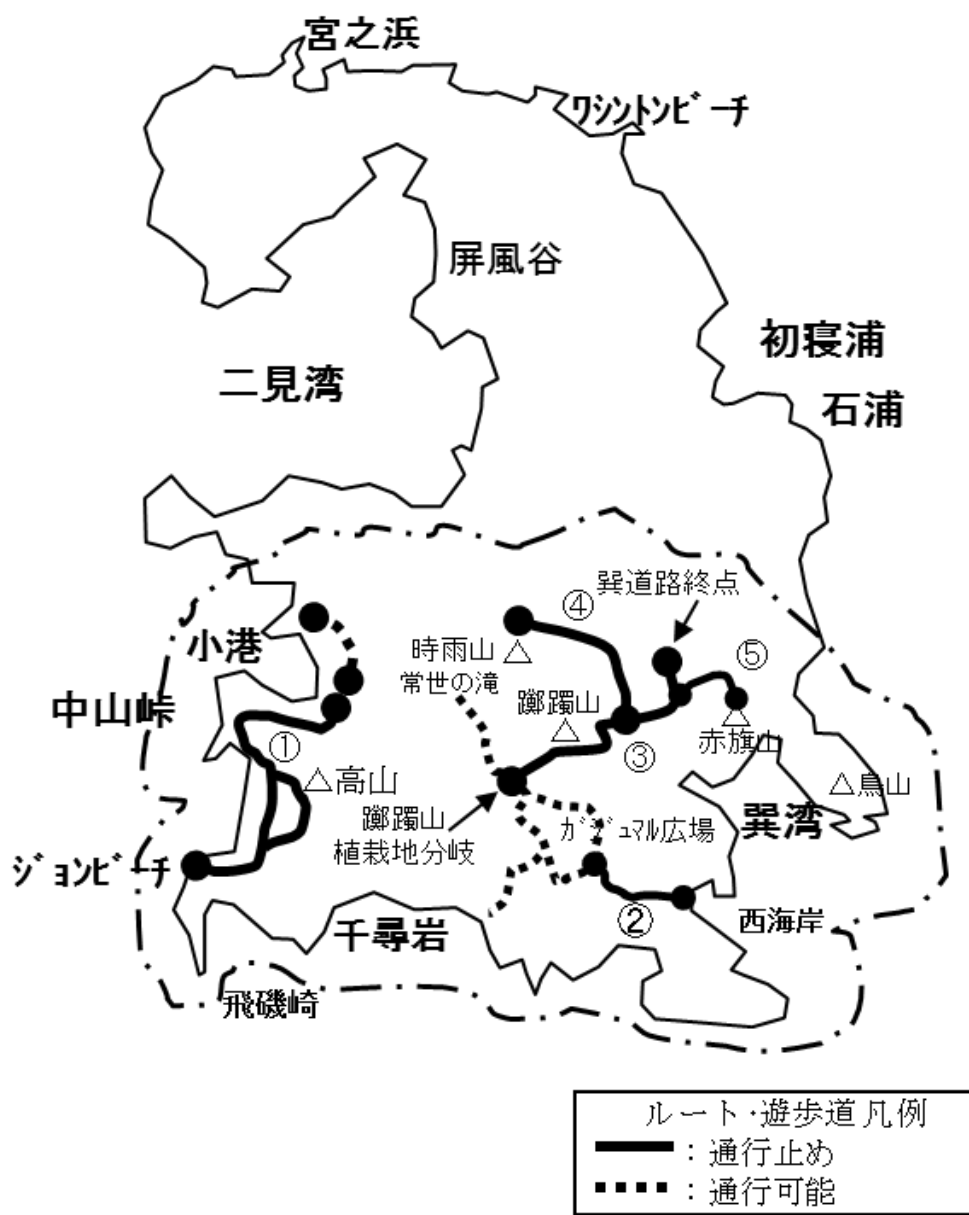 宮之浜
ワシントンビーチ
屏風谷
初寝浦
二見湾
石浦
巽道路終点
④
⑤
小港
時雨山
常世の滝
躑躅山
中山峠
赤旗山
①
③
高山
鳥山
巽湾
躑躅山
植栽地分岐
ガジュマル広場
ジョンビーチ
②
西海岸
千尋岩
飛磯崎
ルート・遊歩道凡例
：通行止め
：通行可能